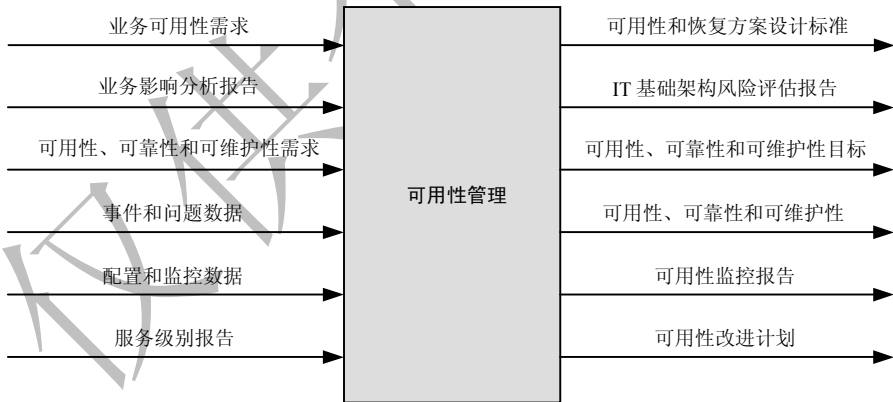 业务可用性需求
业务影响分析报告
可用性、可靠性和可维护性需求
事件和问题数据
配置和监控数据
服务级别报告
可用性管理
可用性和恢复方案设计标准
IT 基础架构风险评估报告
可用性、可靠性和可维护性目标
可用性、可靠性和可维护性
可用性监控报告
可用性改进计划
仅供